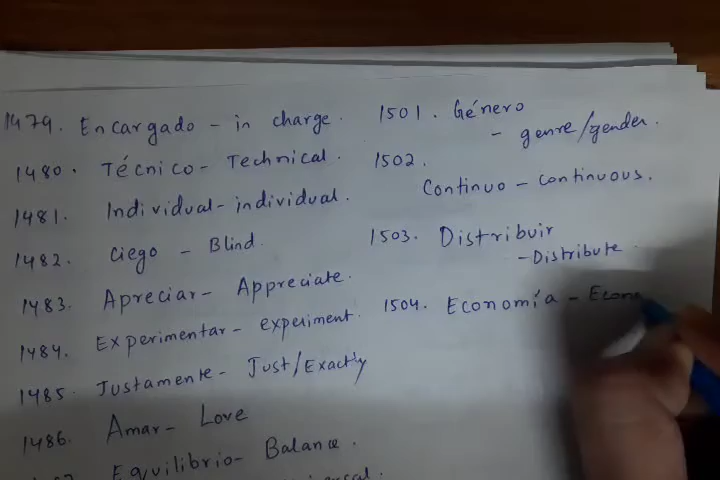 1479. Encargado - in charge.
1480. Técnico - Technical.
1481. Individual - individual.
1482. Ciego - Blind.
1483. Apreciar - Appreciate.
1484. Experimentar - experiment.
1485. Justamente - Just/Exactly
1486. Amar - Love
Equilibrio - Balance.
1501. Género
- genre/gender.
1502.
Continuo - continuous.
1503. Distribuir
- Distribute.
1504. Economía - Econ